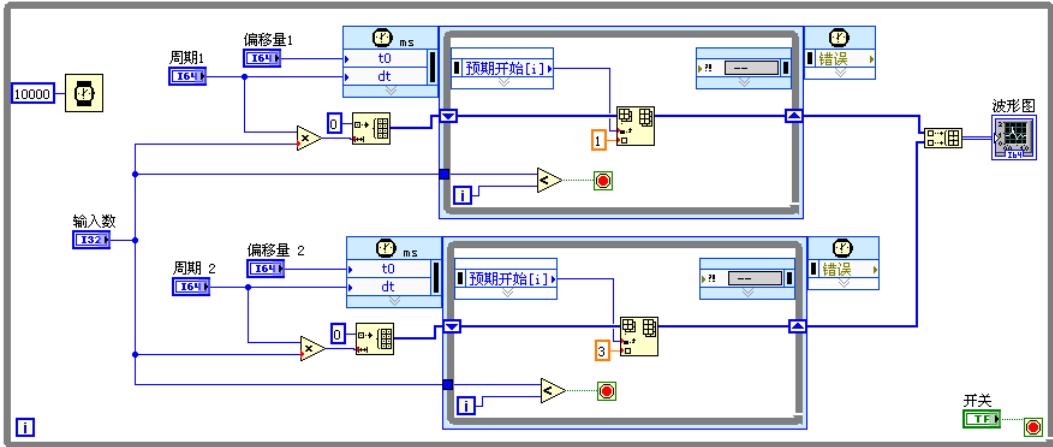 偏移量1
周期1
I64
I64
10000
ms
t0
dt
预期开始[i]
?!
--
错误
0
1
i
波形图
I64
输入数
I32
偏移量 2
周期 2
I64
I64
ms
t0
dt
预期开始[i]
?!
--
错误
0
3
i
开关
TF
i